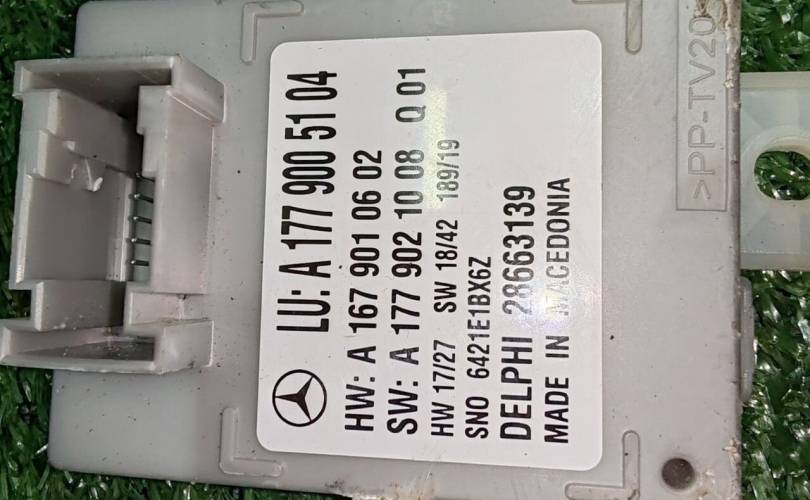 LU: A 177 900 51 04
HW: A 167 901 06 02
SW: A 177 902 10 08 Q 01
HW 17/27 SW 18/42 189/19
SNO 6421E1BX6Z
DELPHI 28663139
MADE IN MACEDONIA
>PP-TV20